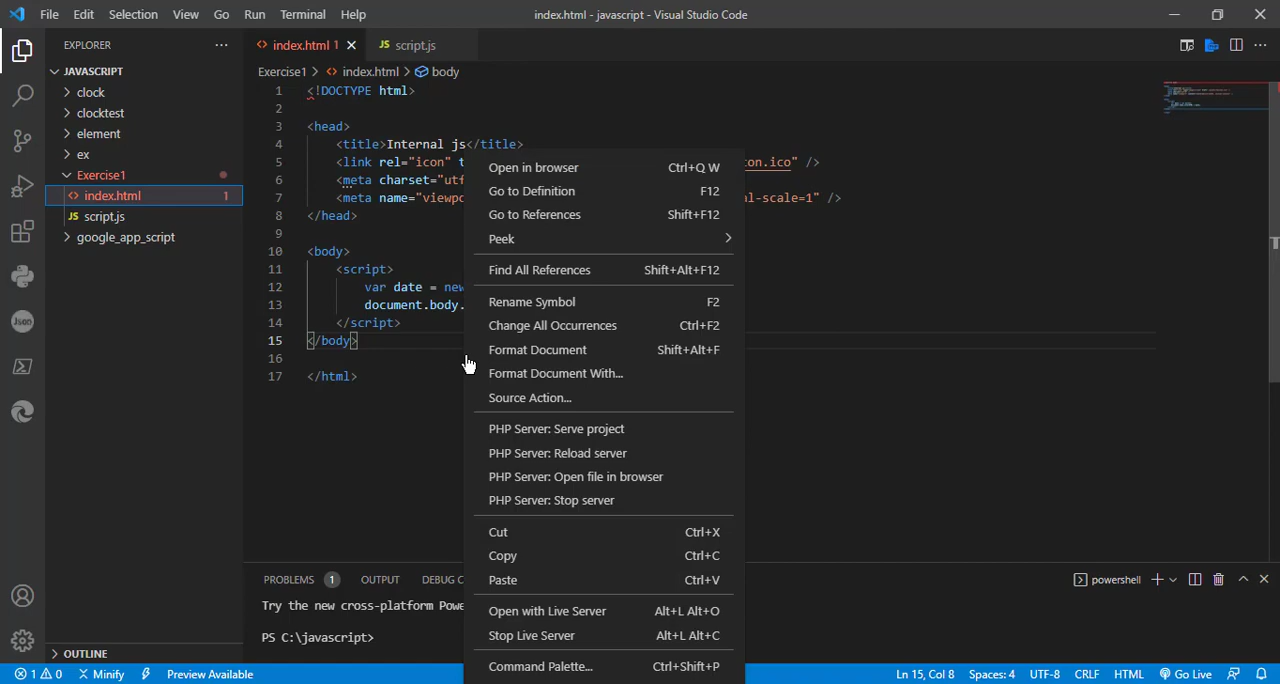 File Edit Selection View Go Run Terminal Help index.html - javascript - Visual Studio Code
EXPLORER
JAVASCRIPT
clock
clocktest
element
ex
Exercise1
index.html 1
JS script.js
google_app_script
OUTLINE
index.html 1
JS script.js
Exercise1 > index.html > body
1 <!DOCTYPE html>
2
3 <head>
4 <title>Internal js</title>
5 <link rel="icon" t on.ico" />
6 <meta charset="utf
7 <meta name="viewpo al-scale=1" />
8 </head>
9
10 <body>
11 <script>
12 var date = new
13 document.body.
14 </script>
15 </body>
16
17 </html>
Open in browser Ctrl+Q W
Go to Definition F12
Go to References Shift+F12
Peek
Find All References Shift+Alt+F12
Rename Symbol F2
Change All Occurrences Ctrl+F2
Format Document Shift+Alt+F
Format Document With...
Source Action...
PHP Server: Serve project
PHP Server: Reload server
PHP Server: Open file in browser
PHP Server: Stop server
Cut Ctrl+X
Copy Ctrl+C
Paste Ctrl+V
Open with Live Server Alt+L Alt+O
Stop Live Server Alt+L Alt+C
Command Palette... Ctrl+Shift+P
PROBLEMS 1 OUTPUT DEBUG C powershell
Try the new cross-platform Powe
PS C:\javascript>
1 0 Minify Preview Available Ln 15, Col 8 Spaces: 4 UTF-8 CRLF HTML Go Live